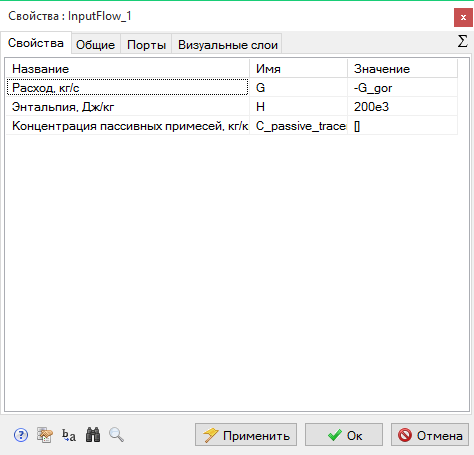 Свойства : InputFlow_1
x
Свойства Общие Порты Визуальные слои Σ
Название Имя Значение
Расход, кг/с G -G_gor
Энтальпия, Дж/кг H 200e3
Концентрация пассивных примесей, кг/к C_passive_tracer []
Применить Ок Отмена